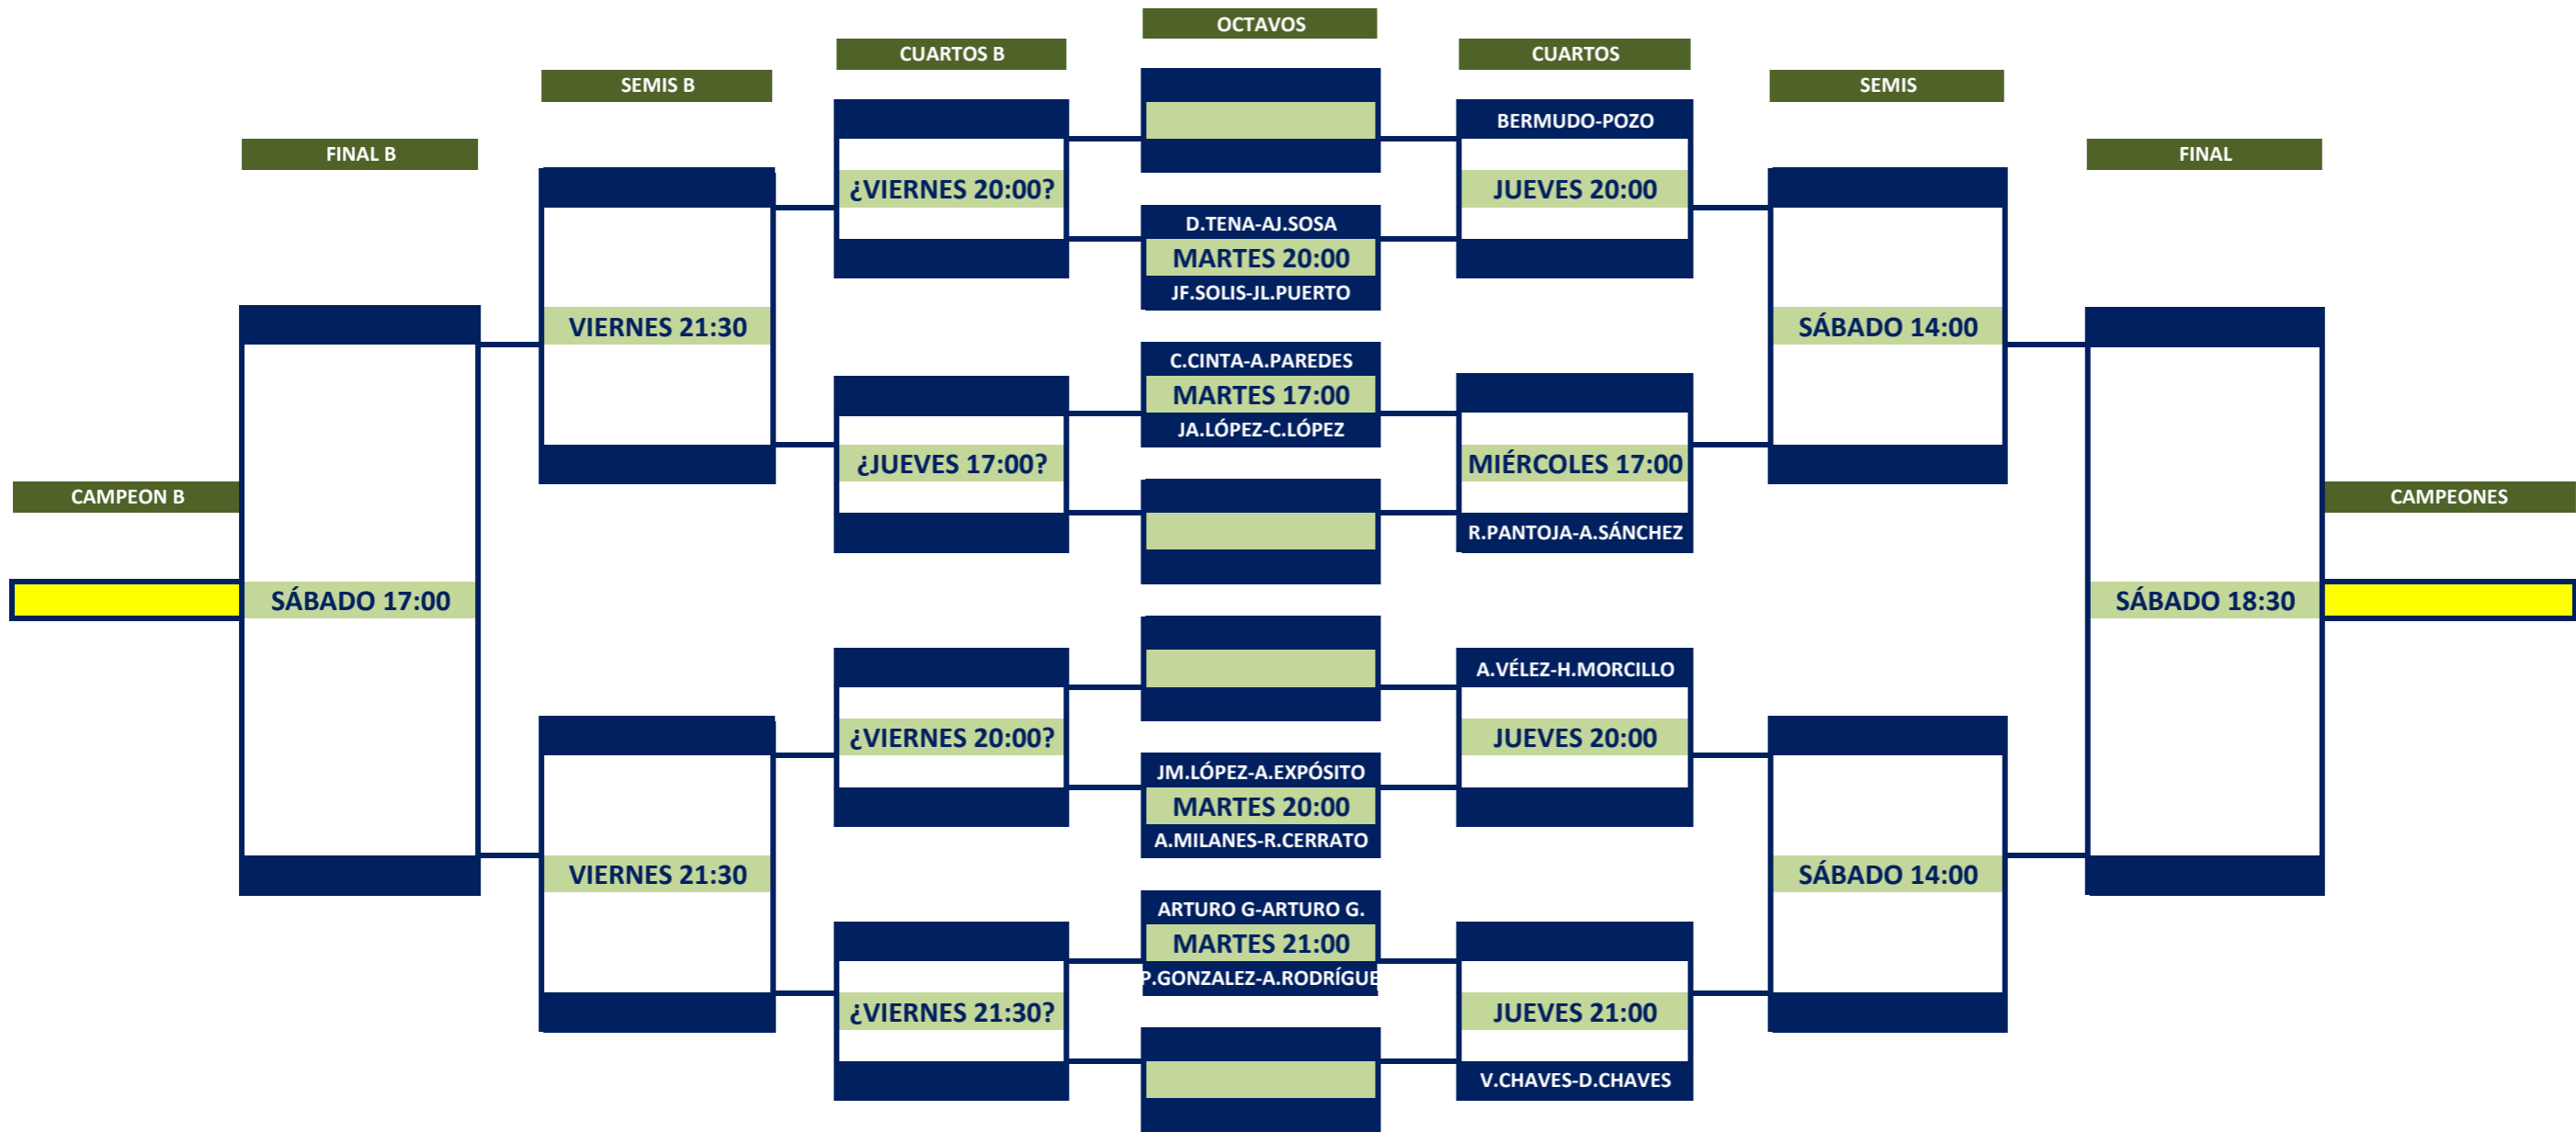 OCTAVOS
CUARTOS B
CUARTOS
SEMIS B
SEMIS
FINAL B
FINAL
BERMUDO-POZO
¿VIERNES 20:00?
JUEVES 20:00
D.TENA-AJ.SOSA
MARTES 20:00
JF.SOLIS-JL.PUERTO
VIERNES 21:30
SÁBADO 14:00
C.CINTA-A.PAREDES
MARTES 17:00
JA.LÓPEZ-C.LÓPEZ
¿JUEVES 17:00?
MIÉRCOLES 17:00
CAMPEON B
CAMPEONES
R.PANTOJA-A.SÁNCHEZ
SÁBADO 17:00
SÁBADO 18:30
A.VÉLEZ-H.MORCILLO
¿VIERNES 20:00?
JUEVES 20:00
JM.LÓPEZ-A.EXPÓSITO
MARTES 20:00
A.MILANES-R.CERRATO
VIERNES 21:30
SÁBADO 14:00
ARTURO G-ARTURO G.
MARTES 21:00
P.GONZALEZ-A.RODRÍGUE
¿VIERNES 21:30?
JUEVES 21:00
V.CHAVES-D.CHAVES